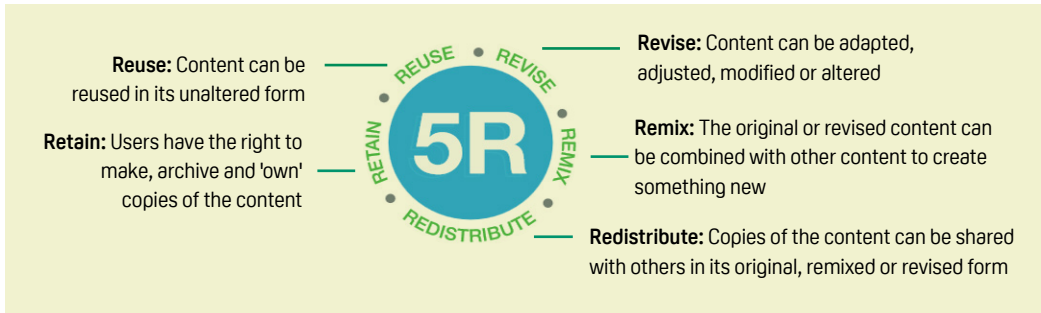 Reuse: Content can be
reused in its unaltered form
Retain: Users have the right to
make, archive and 'own'
copies of the content
REUSE
REVISE
REMIX
REDISTRIBUTE
RETAIN
5R
Revise: Content can be adapted,
adjusted, modified or altered
Remix: The original or revised content can
be combined with other content to create
something new
Redistribute: Copies of the content can be shared
with others in its original, remixed or revised form